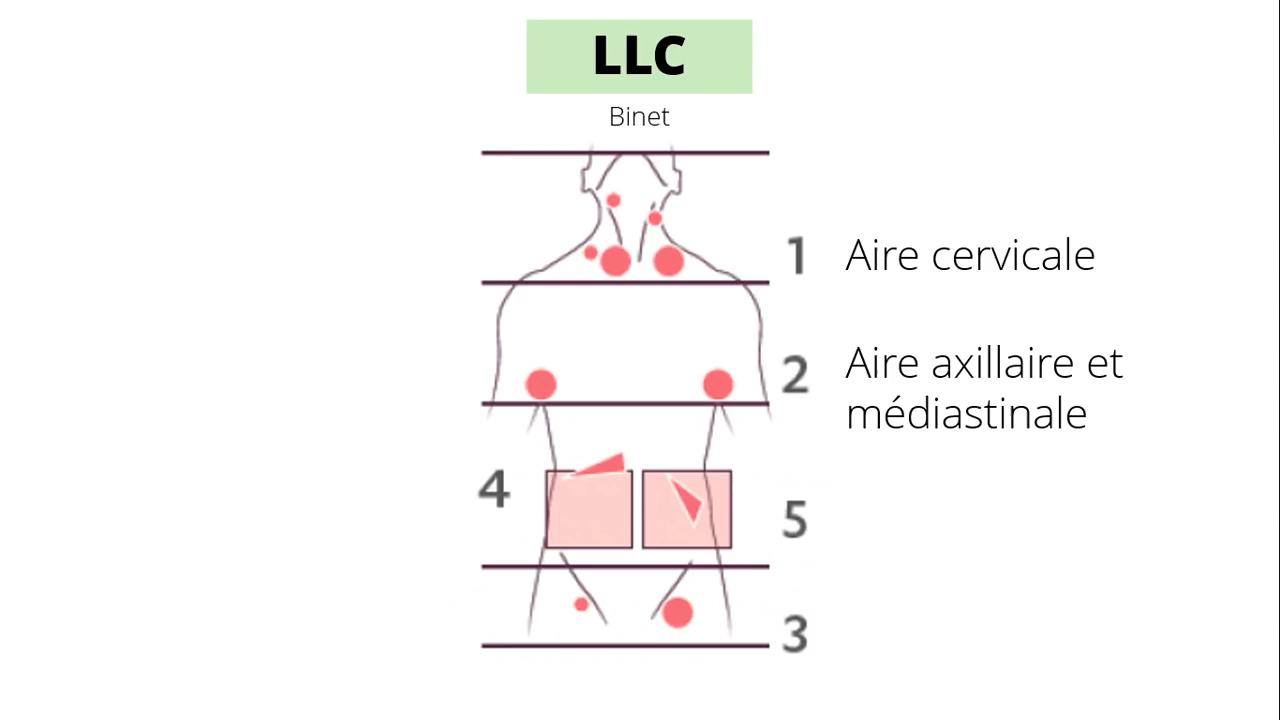 LLC
Binet
1 Aire cervicale
2 Aire axillaire et
médiastinale
4
5
3